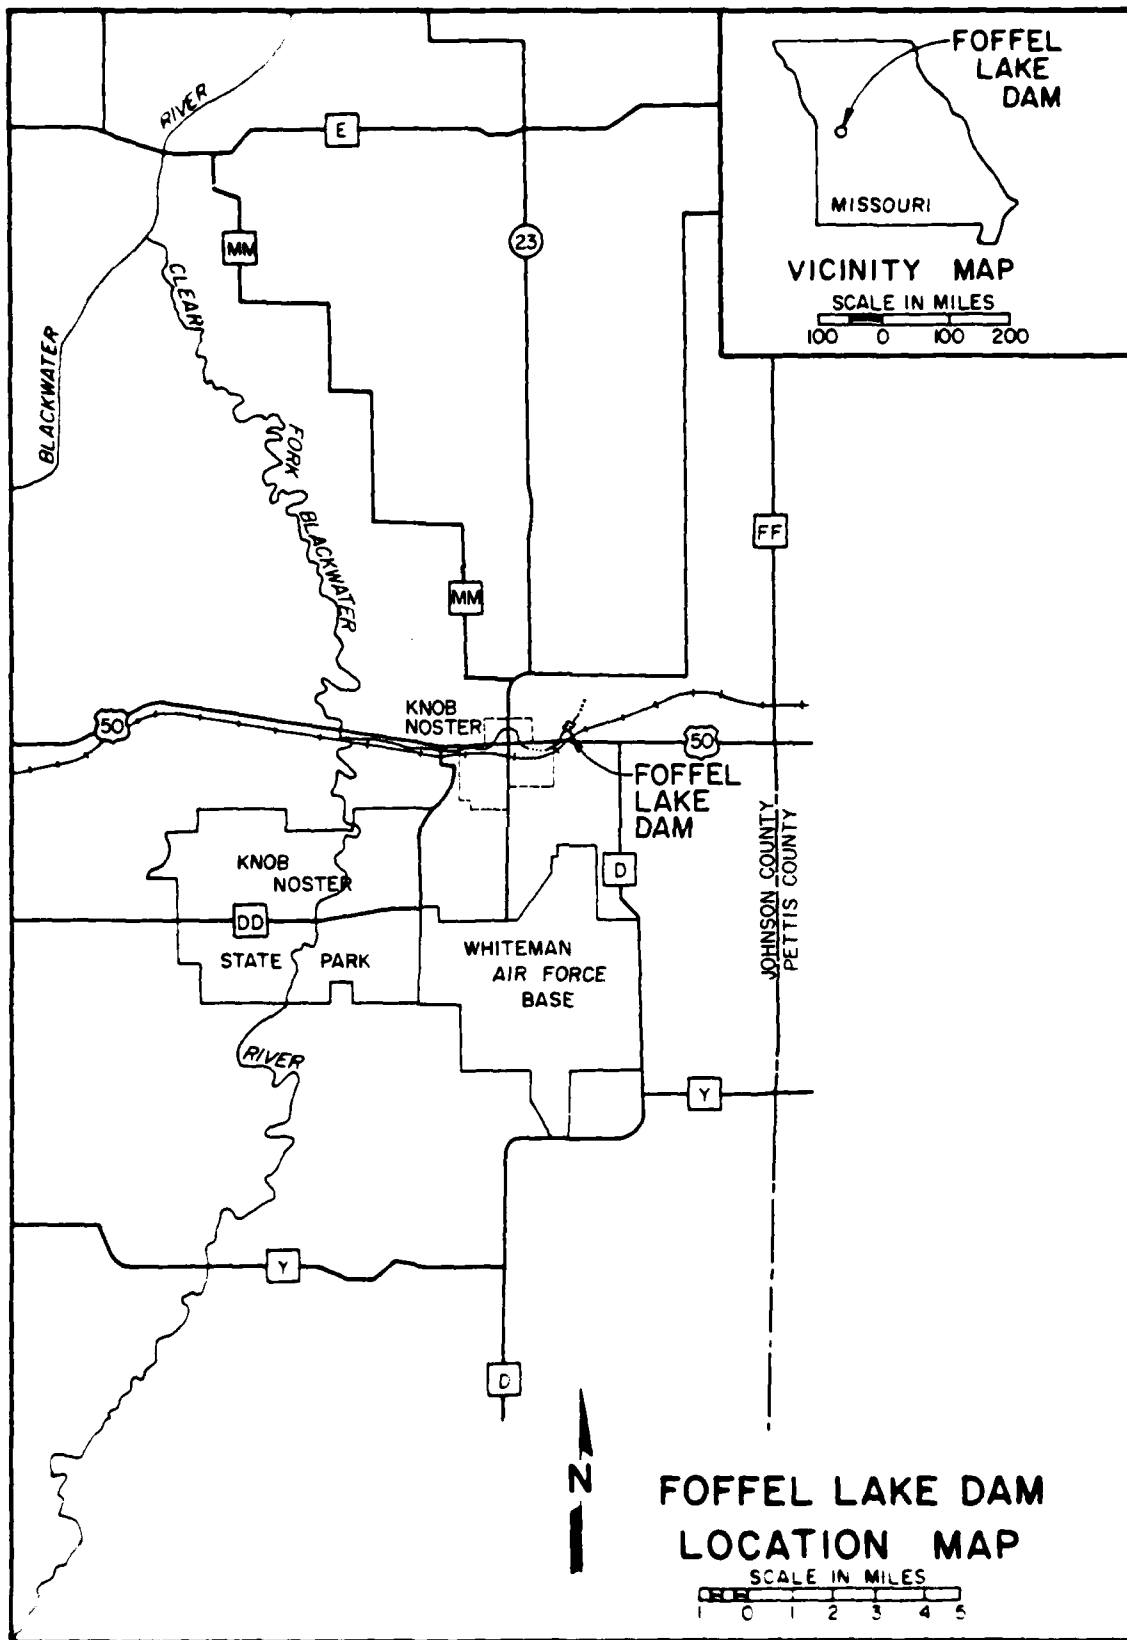 FOFFEL
LAKE
DAM
MISSOURI
VICINITY MAP
SCALE IN MILES
100 0 100 200
RIVER
E
MM
23
CLEAR
BLACKWATER
FORK
BLACKWATER
FF
MM
KNOB
NOSTER
50
50
FOFFEL
LAKE
DAM
JOHNSON COUNTY
PETTIS COUNTY
KNOB
NOSTER
D
DD
STATE PARK
WHITEMAN
AIR FORCE
BASE
RIVER
Y
Y
D
N
FOFFEL LAKE DAM
LOCATION MAP
SCALE IN MILES
1 0 1 2 3 4 5